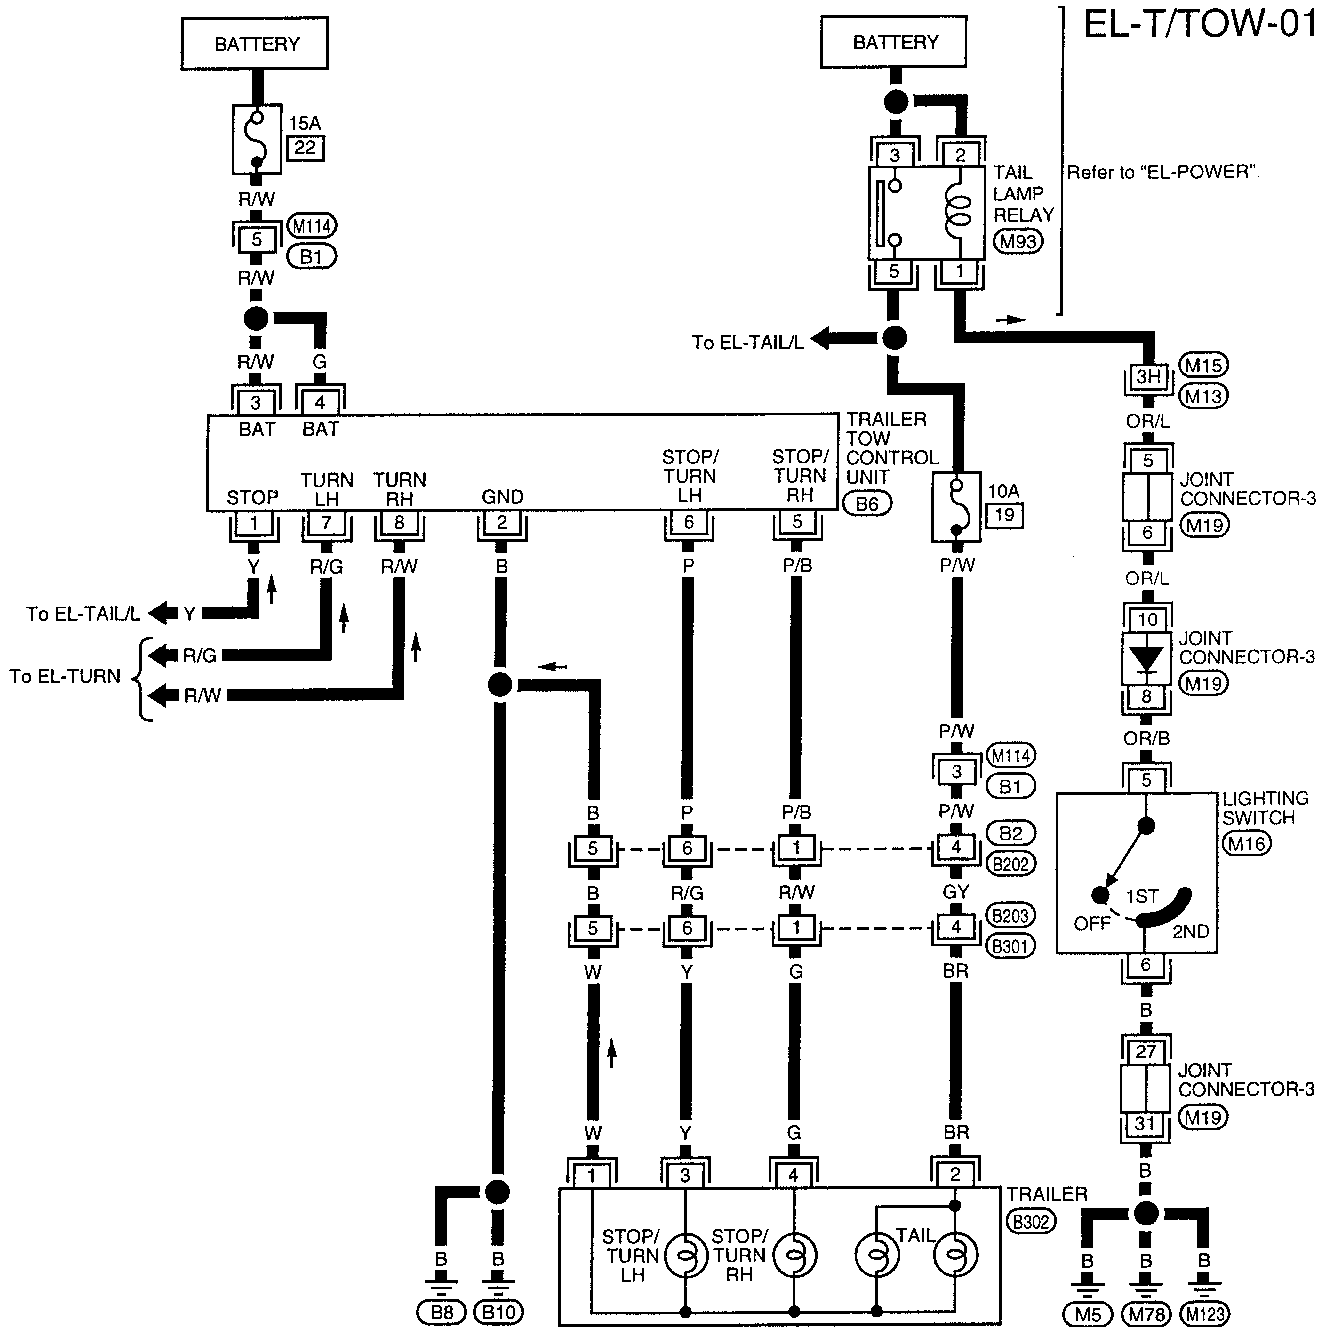 EL-T/TOW-01
BATTERY
BATTERY
15A
22
3
2
Refer to "EL-POWER".
TAIL
LAMP
RELAY
M93
R/W
5
M114
B1
R/W
5
1
To EL-TAIL/L
R/W
G
3
4
BAT
BAT
3H
M15
M13
OR/L
TRAILER
TOW
CONTROL
UNIT
B6
STOP
TURN
LH
TURN
RH
GND
STOP/
TURN
LH
STOP/
TURN
RH
1
7
8
2
6
5
10A
19
5
JOINT
CONNECTOR-3
M19
6
Y
R/G
R/W
B
P
P/B
P/W
OR/L
To EL-TAIL/L
Y
To EL-TURN
R/G
R/W
10
JOINT
CONNECTOR-3
M19
8
OR/B
P/W
3
M114
B1
P/W
5
LIGHTING
SWITCH
M16
OFF
1ST
2ND
6
B
P
P/B
5
6
1
4
B2
B202
B
R/G
R/W
GY
5
6
1
4
B203
B301
W
Y
G
BR
B
27
JOINT
CONNECTOR-3
M19
31
B
W
Y
G
BR
1
3
4
2
TRAILER
B302
STOP/
TURN
LH
STOP/
TURN
RH
TAIL
B
B
B8
B10
B
B
B
M5
M78
M123